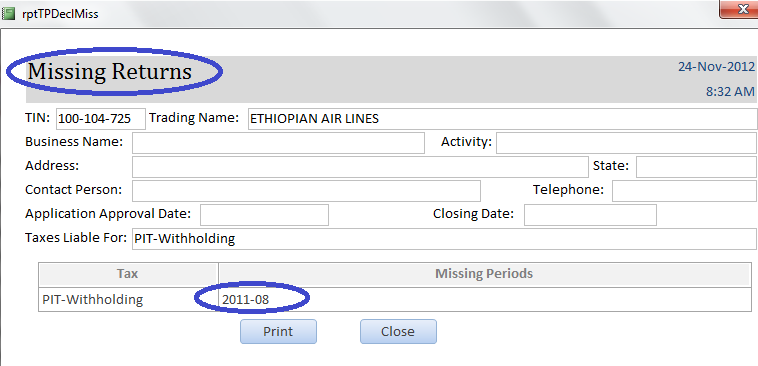 rptTPDeclMiss
Missing Returns
24-Nov-2012
8:32 AM
TIN: 100-104-725 Trading Name: ETHIOPIAN AIR LINES
Business Name: Activity:
Address: State:
Contact Person: Telephone:
Application Approval Date: Closing Date:
Taxes Liable For: PIT-Withholding
Tax Missing Periods
PIT-Withholding 2011-08
Print Close